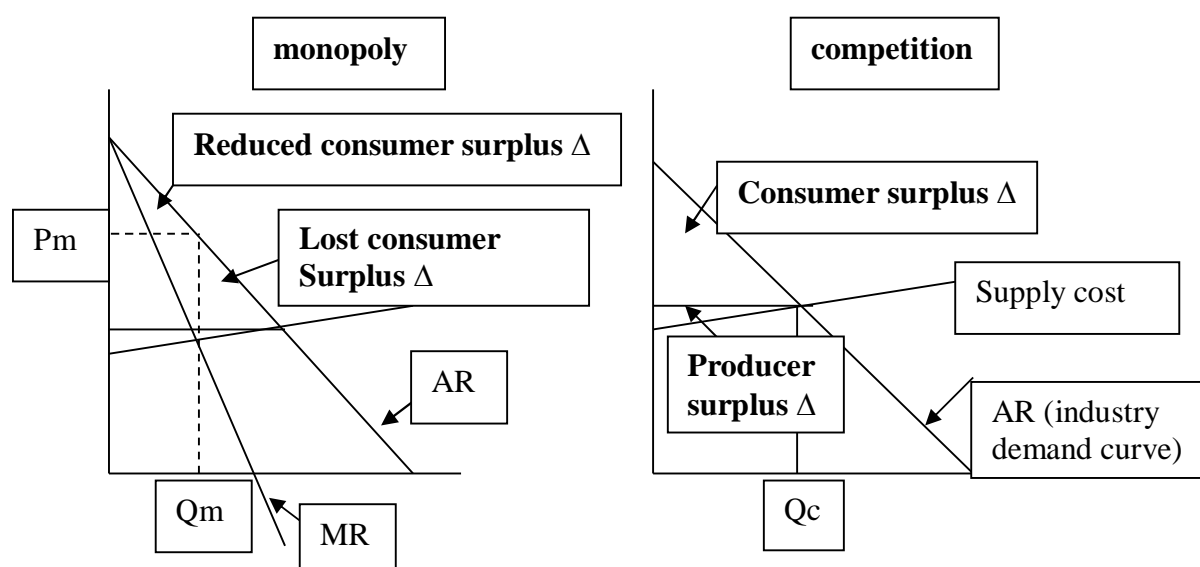 monopoly
Reduced consumer surplus Δ
Pm
Lost consumer
Surplus Δ
AR
Qm
MR
competition
Consumer surplus Δ
Supply cost
Producer
surplus Δ
AR (industry
demand curve)
Qc